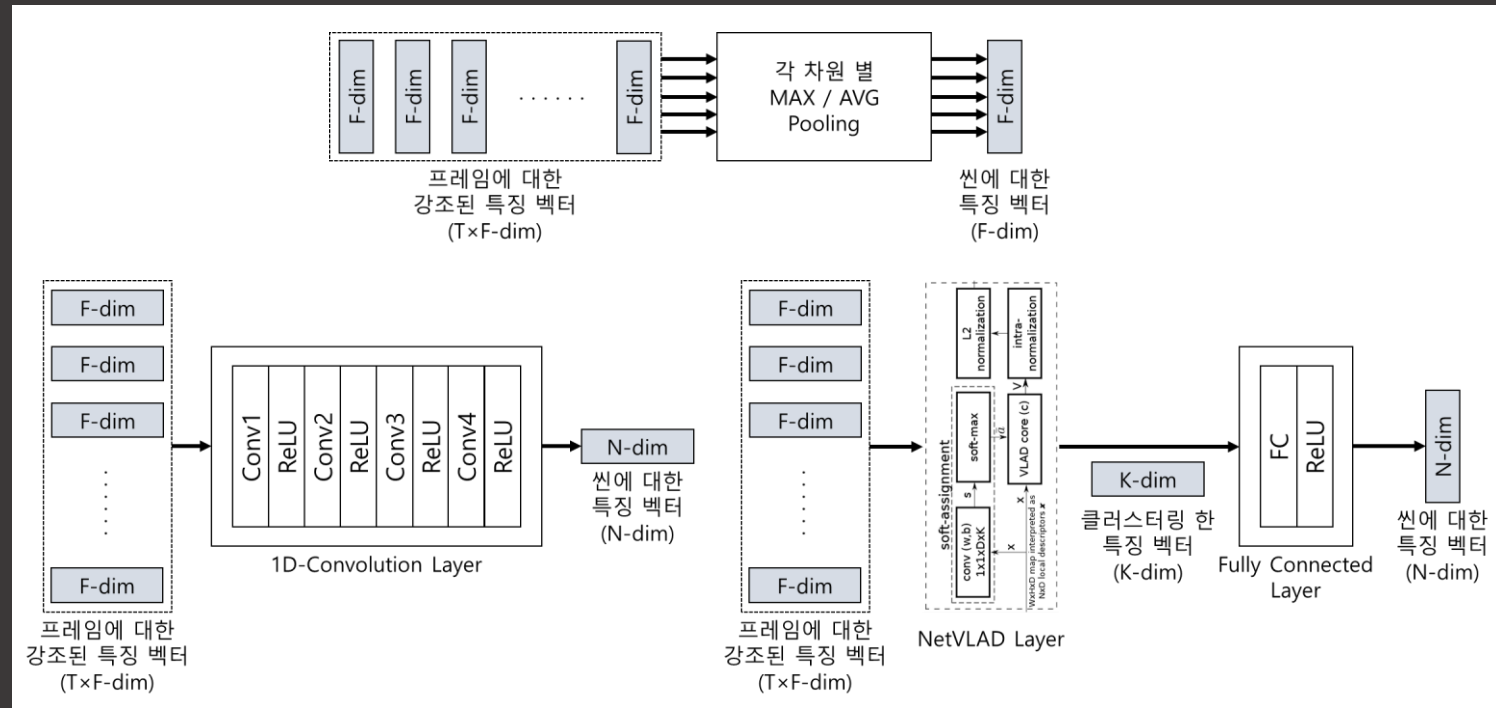 F-dim
F-dim
F-dim
. . . . . .
F-dim
각 차원 별
MAX / AVG
Pooling
F-dim
프레임에 대한
강조된 특징 벡터
(T×F-dim)
씬에 대한
특징 벡터
(F-dim)
F-dim
F-dim
F-dim
F-dim
프레임에 대한
강조된 특징 벡터
(T×F-dim)
Conv1
ReLU
Conv2
ReLU
Conv3
ReLU
Conv4
ReLU
1D-Convolution Layer
N-dim
씬에 대한
특징 벡터
(N-dim)
F-dim
F-dim
F-dim
F-dim
프레임에 대한
강조된 특징 벡터
(T×F-dim)
L2
normalization
intra-
normalization
V
soft-assignment
soft-max
a
VLAD core (c)
s
x
conv (w,b)
1x1xDxK
x
WxHxD map interpreted as
NxD local descriptors x
NetVLAD Layer
K-dim
클러스터링 한
특징 벡터
(K-dim)
FC
ReLU
Fully Connected
Layer
N-dim
씬에 대한
특징 벡터
(N-dim)